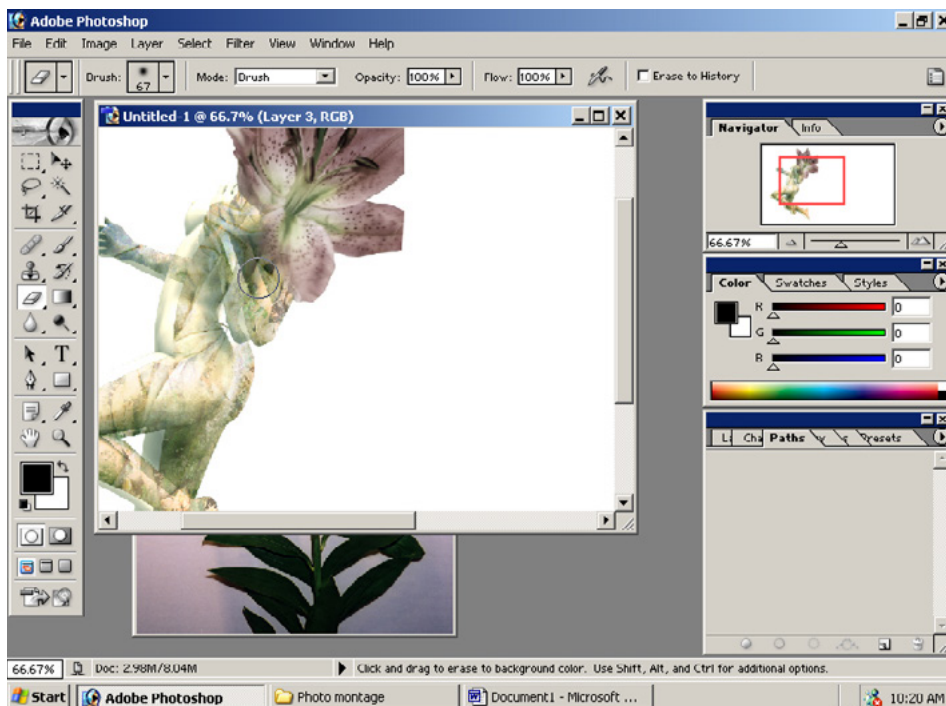 Adobe Photoshop
File Edit Image Layer Select Filter View Window Help
Brush: 67 Mode: Brush Opacity: 100% Flow: 100% Erase to History
Untitled-1 @ 66.7% (Layer 3, RGB)
Navigator Info
66.67%
Color Swatches Styles
R 0
G 0
B 0
Paths
T
66.67% Doc: 2.98M/8.04M Click and drag to erase to background color. Use Shift, Alt, and Ctrl for additional options.
Start Adobe Photoshop Photo montage Document1 - Microsoft ... 10:20 AM